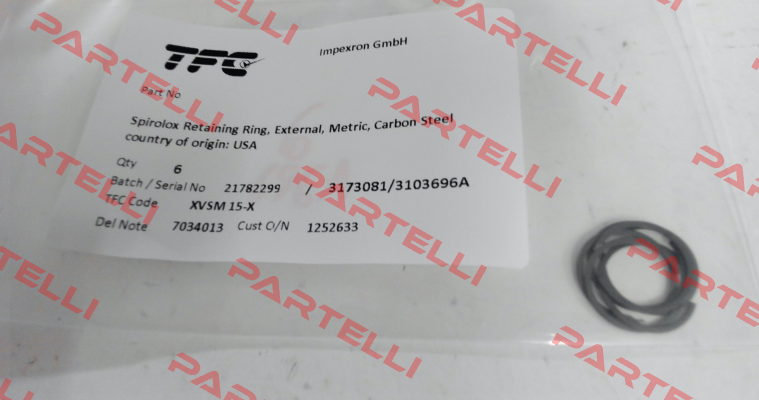 TFC
Impexron GmbH
Part No
Spirolox Retaining Ring, External, Metric, Carbon Steel
country of origin: USA
Qty 6
Batch / Serial No 21782299 / 3173081/3103696A
TFC Code XVSM 15-X
Del Note 7034013 Cust O/N 1252633
PARTELLI
PARTELLI
PARTELLI
PARTELLI
PARTELLI
PARTELLI
PARTELLI
PARTELLI
PARTELLI